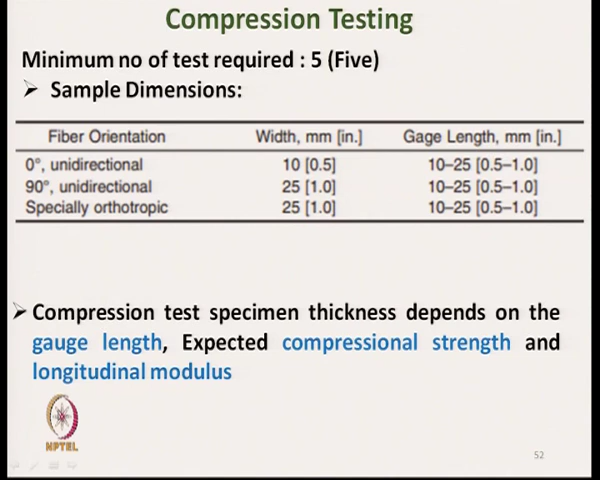 Compression Testing
Minimum no of test required : 5 (Five)
➤ Sample Dimensions:
Fiber Orientation Width, mm [in.] Gage Length, mm [in.]
0°, unidirectional 10 [0.5] 10–25 [0.5–1.0]
90°, unidirectional 25 [1.0] 10–25 [0.5–1.0]
Specially orthotropic 25 [1.0] 10–25 [0.5–1.0]
➤ Compression test specimen thickness depends on the
gauge length, Expected compressional strength and
longitudinal modulus
NPTEL
52